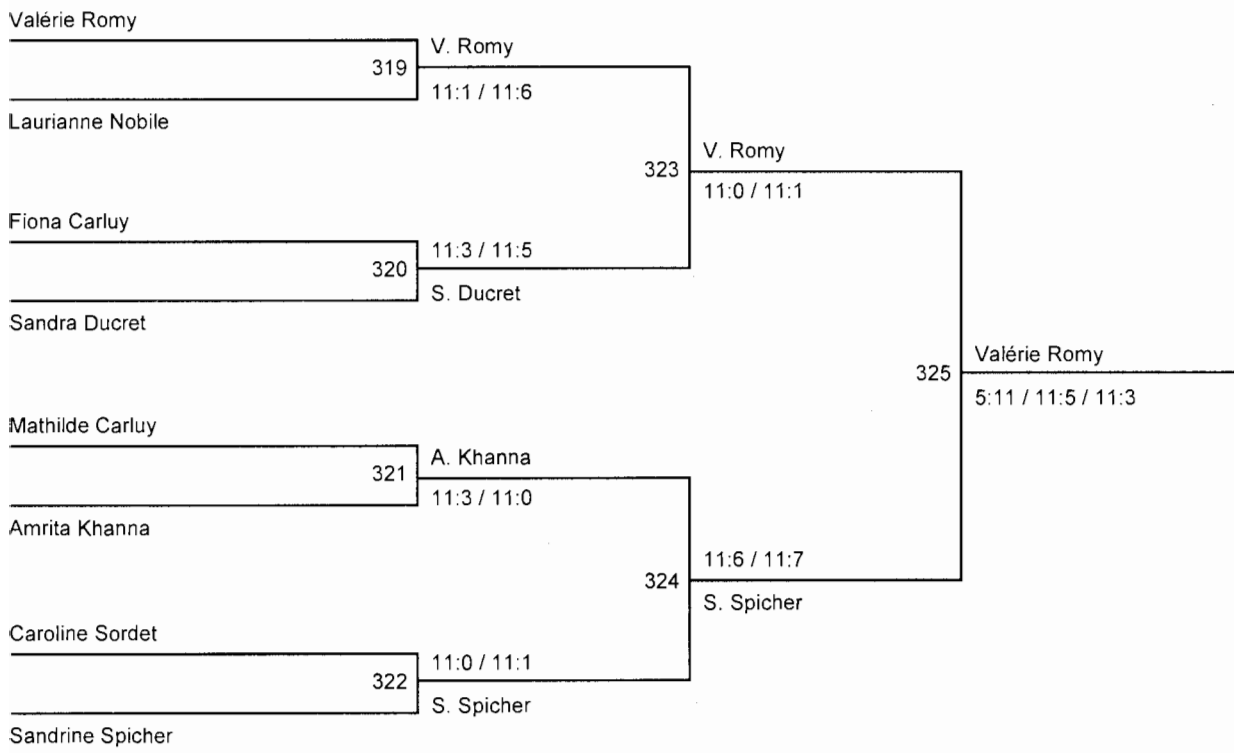 Valérie Romy
V. Romy
319
11:1 / 11:6
Laurianne Nobile
V. Romy
323
11:0 / 11:1
Fiona Carluy
11:3 / 11:5
320
S. Ducret
Sandra Ducret
Valérie Romy
325
5:11 / 11:5 / 11:3
Mathilde Carluy
A. Khanna
321
11:3 / 11:0
Amrita Khanna
11:6 / 11:7
324
S. Spicher
Caroline Sordet
11:0 / 11:1
322
S. Spicher
Sandrine Spicher